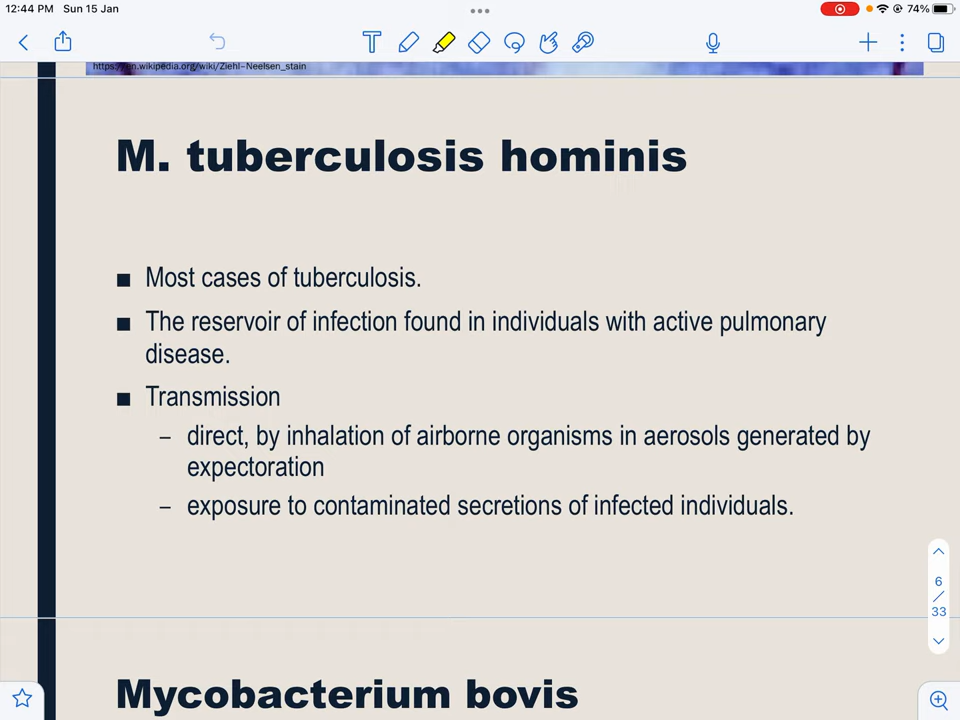 12:44 PM Sun 15 Jan
74%
https://en.wikipedia.org/wiki/Ziehl–Neelsen_stain
M. tuberculosis hominis
■ Most cases of tuberculosis.
■ The reservoir of infection found in individuals with active pulmonary
disease.
■ Transmission
– direct, by inhalation of airborne organisms in aerosols generated by
expectoration
– exposure to contaminated secretions of infected individuals.
6
/
33
Mycobacterium bovis